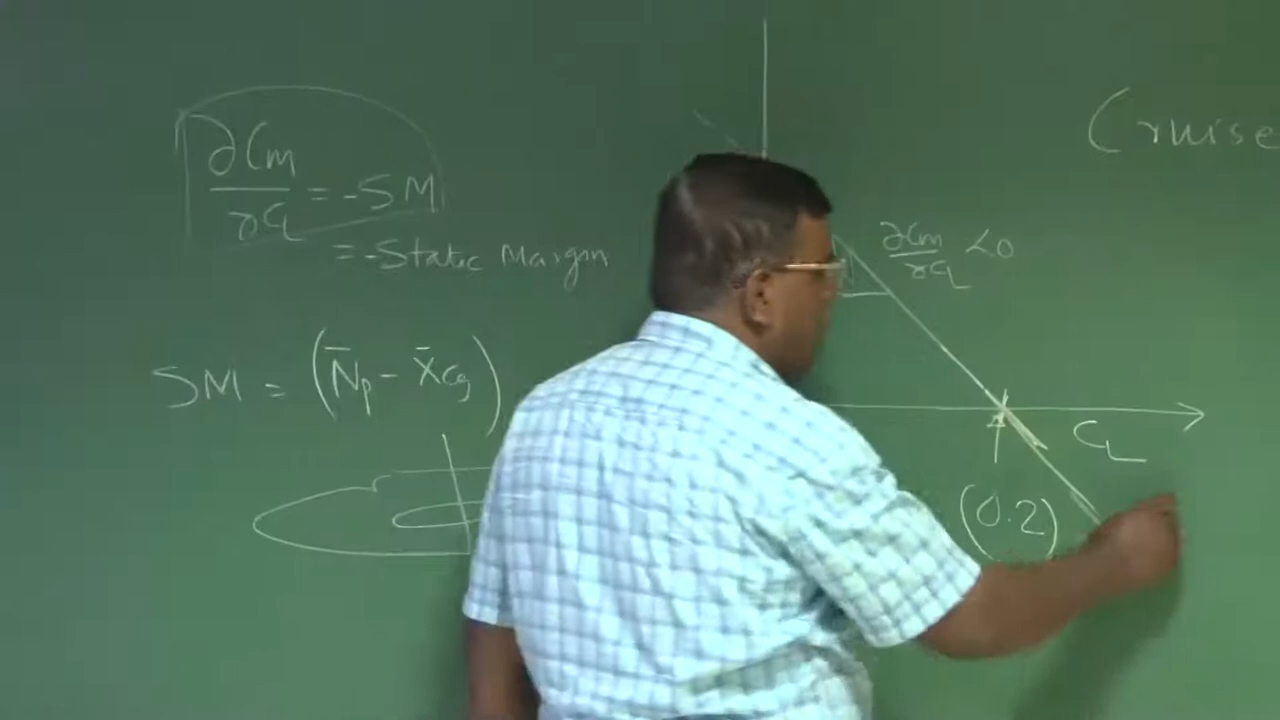 ∂Cm/∂CL = -SM
= -Static Margin
SM = (N̄p - X̄cg)
∂Cm/∂CL <0
CL
(0.2)
Cruise